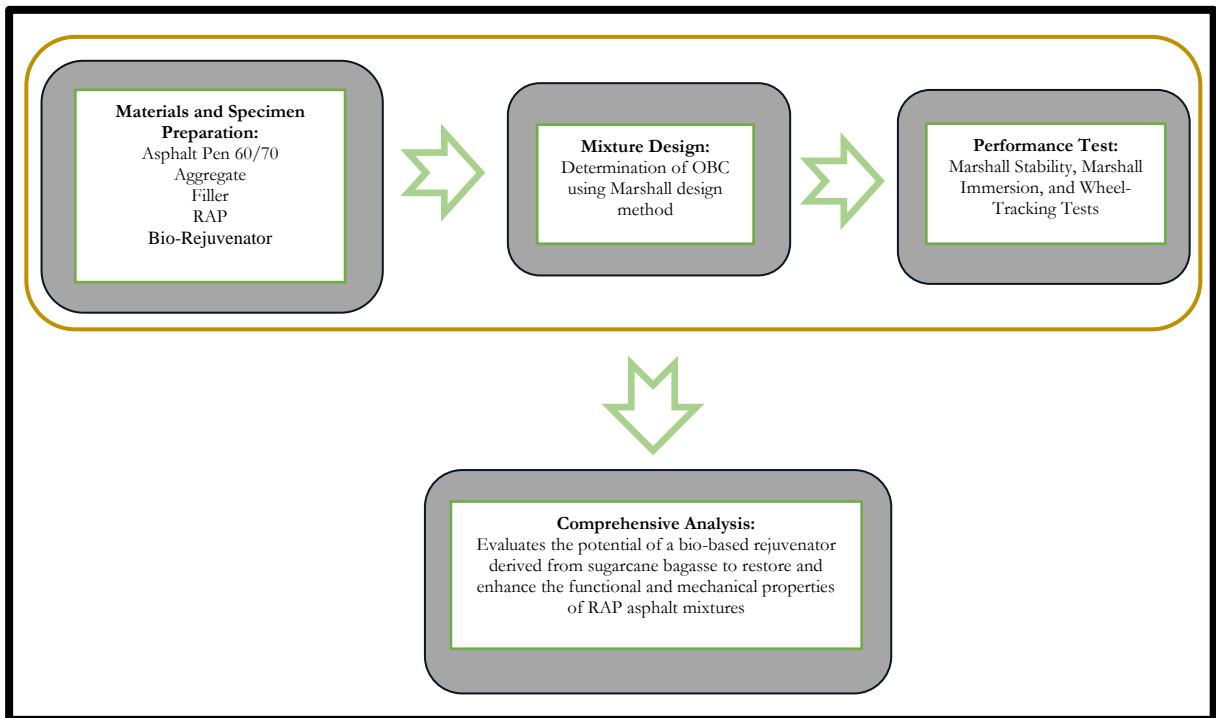 Materials and Specimen
Preparation:
Asphalt Pen 60/70
Aggregate
Filler
RAP
Bio-Rejuvenator
Mixture Design:
Determination of OBC
using Marshall design
method
Performance Test:
Marshall Stability, Marshall
Immersion, and Wheel-
Tracking Tests
Comprehensive Analysis:
Evaluates the potential of a bio-based rejuvenator
derived from sugarcane bagasse to restore and
enhance the functional and mechanical properties
of RAP asphalt mixtures